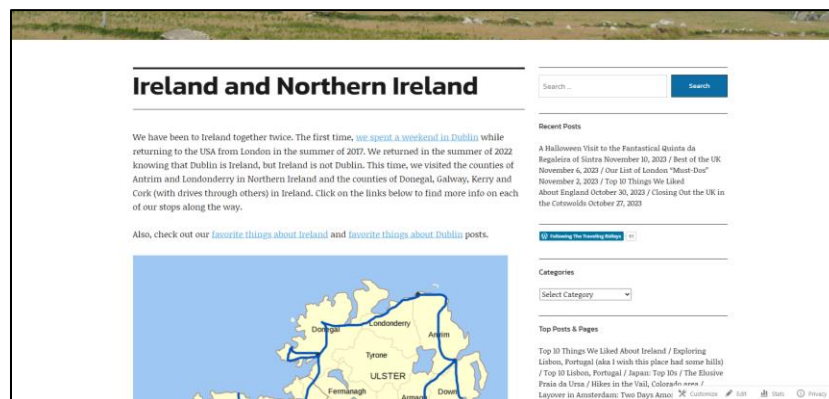 Ireland and Northern Ireland
We have been to Ireland together twice. The first time, we spent a weekend in Dublin while
returning to the USA from London in the summer of 2017. We returned in the summer of 2022
knowing that Dublin is Ireland, but Ireland is not Dublin. This time, we visited the counties of
Antrim and Londonderry in Northern Ireland and the counties of Donegal, Galway, Kerry and
Cork (with drives through others) in Ireland. Click on the links below to find more info on each
of our stops along the way.
Also, check out our favorite things about Ireland and favorite things about Dublin posts.
Donegal
Londonderry
Antrim
Tyrone
ULSTER
Fermanagh
Armagh
Down
Search …
Search
Recent Posts
A Halloween Visit to the Fantastical Quinta da
Regaleira of Sintra November 10, 2023 / Best of the UK
November 6, 2023 / Our List of London "Must-Dos"
November 2, 2023 / Top 10 Things We Liked
About England October 30, 2023 / Closing Out the UK in
the Cotswolds October 27, 2023
Following The Traveling Ridleys
Categories
Select Category
Top Posts & Pages
Top 10 Things We Liked About Ireland / Exploring
Lisbon, Portugal (aka I wish this place had some hills)
/ Top 10 Lisbon, Portugal / Japan: Top 10s / The Elusive
Praia da Ursa / Hikes in the Vail, Colorado area /
Layover in Amsterdam: Two Days Amo
Customize Edit Stats Privacy